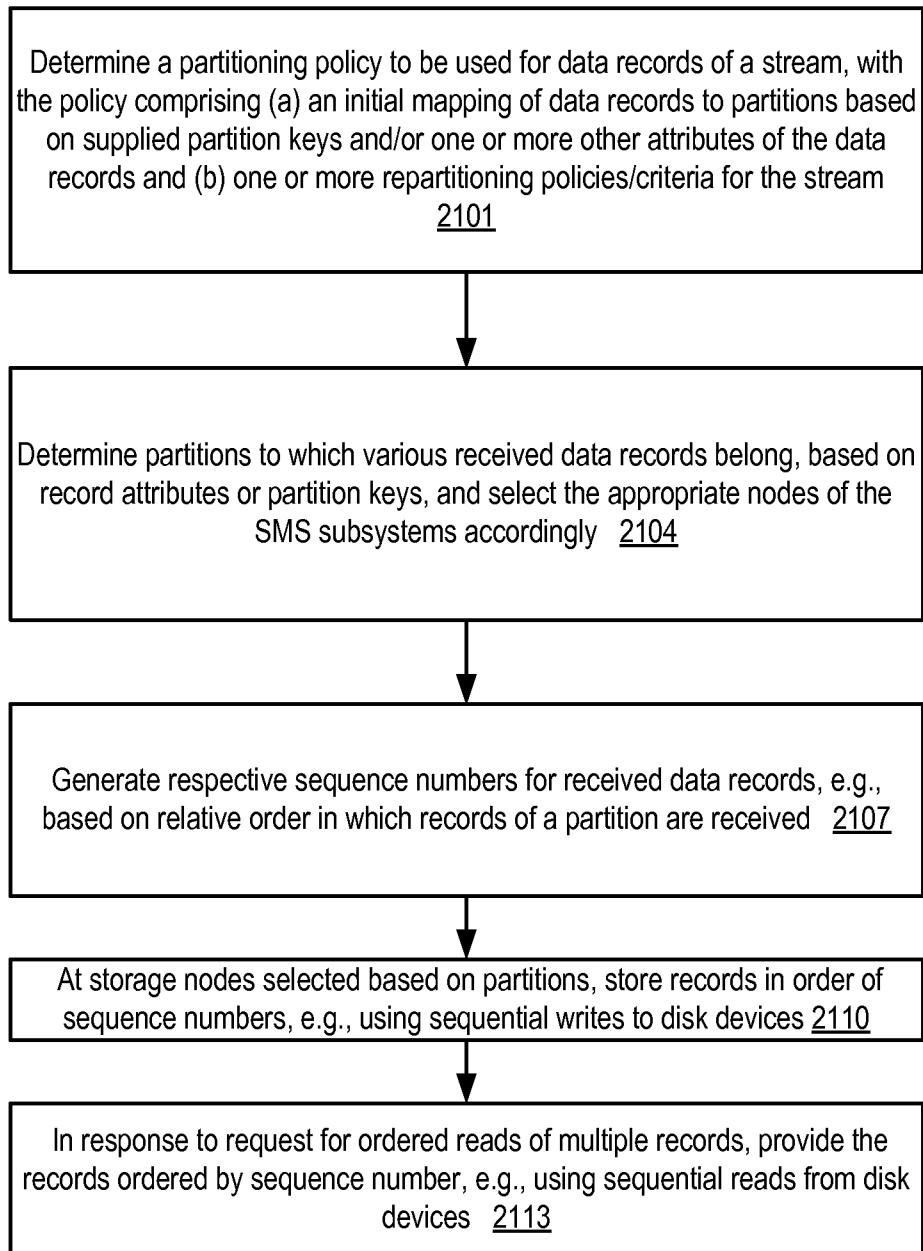 Determine a partitioning policy to be used for data records of a stream, with
the policy comprising (a) an initial mapping of data records to partitions based
on supplied partition keys and/or one or more other attributes of the data
records and (b) one or more repartitioning policies/criteria for the stream
2101
Determine partitions to which various received data records belong, based on
record attributes or partition keys, and select the appropriate nodes of the
SMS subsystems accordingly 2104
Generate respective sequence numbers for received data records, e.g.,
based on relative order in which records of a partition are received 2107
At storage nodes selected based on partitions, store records in order of
sequence numbers, e.g., using sequential writes to disk devices 2110
In response to request for ordered reads of multiple records, provide the
records ordered by sequence number, e.g., using sequential reads from disk
devices 2113